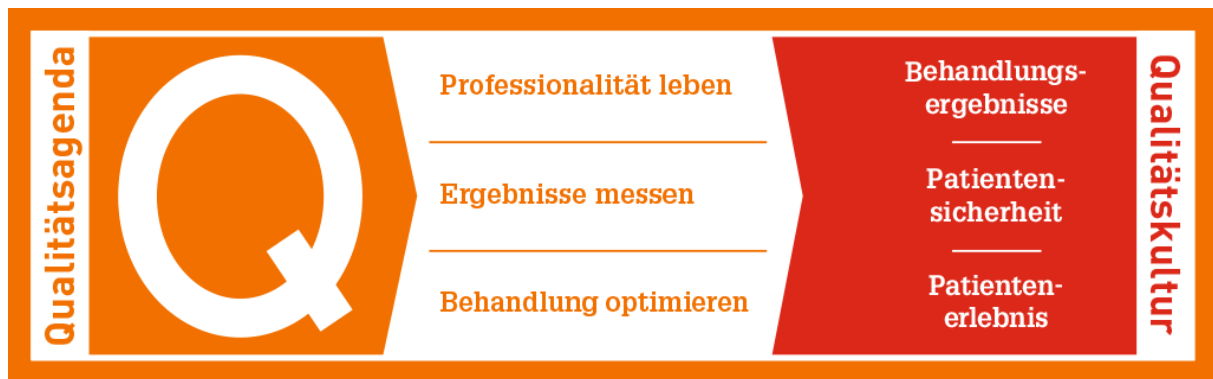 Qualitätsagenda
Q
Professionalität leben
Ergebnisse messen
Behandlung optimieren
Behandlungs-
ergebnisse
Patienten-
sicherheit
Patienten-
erlebnis
Qualitätskultur